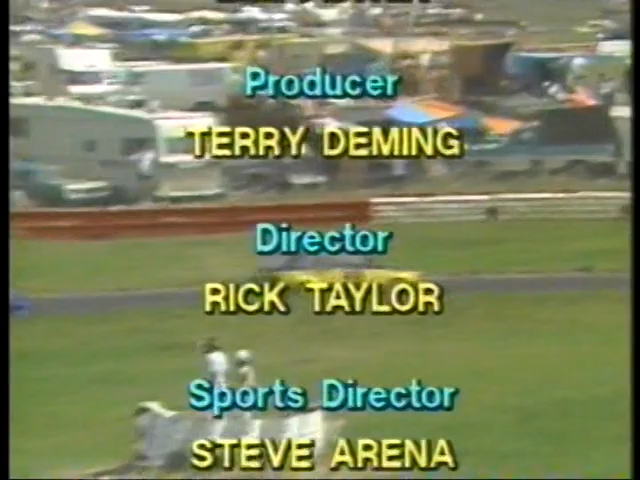 Producer
TERRY DEMING
Director
RICK TAYLOR
Sports Director
STEVE ARENA